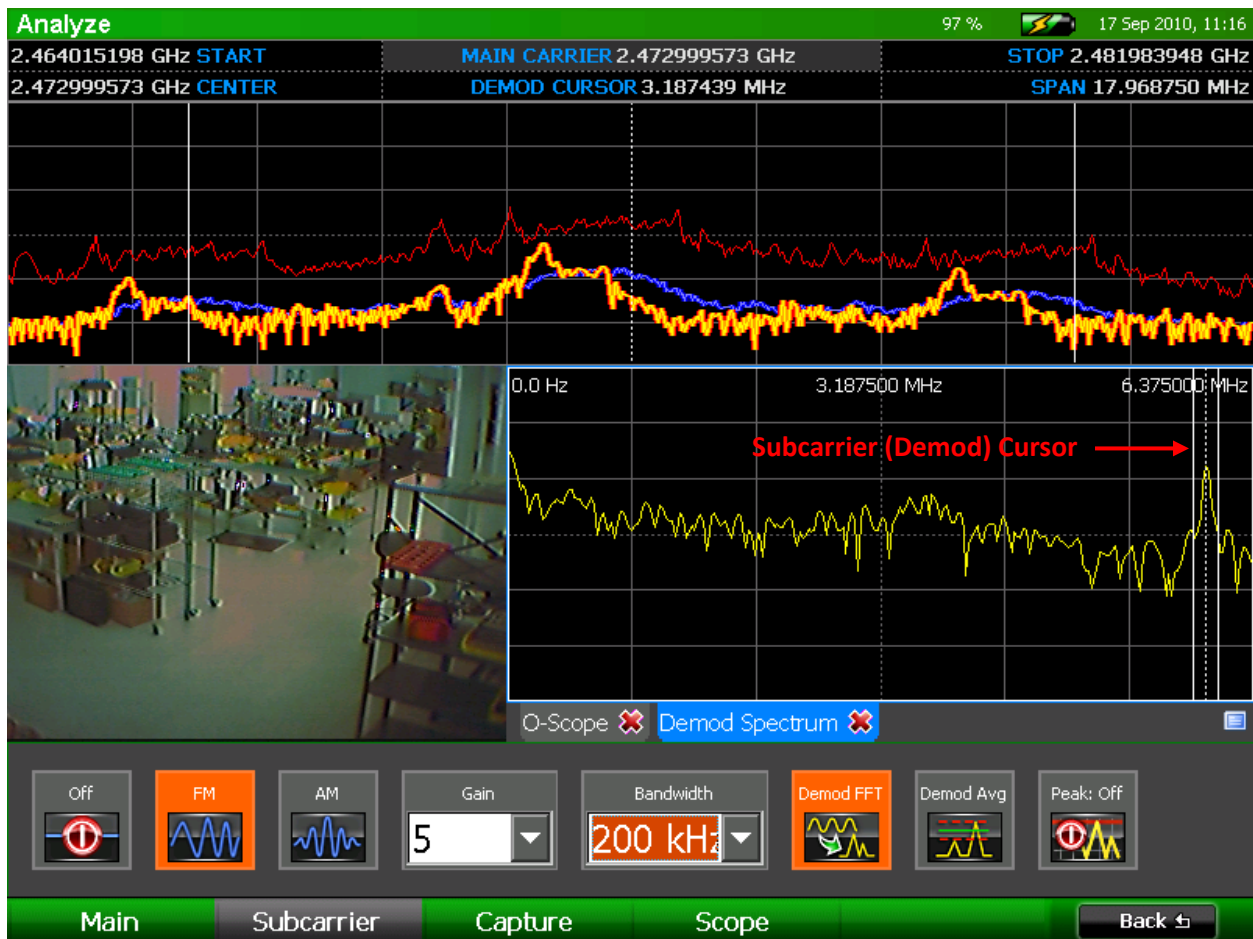 Analyze 97 % 17 Sep 2010, 11:16
2.464015198 GHz START MAIN CARRIER 2.472999573 GHz STOP 2.481983948 GHz
2.472999573 GHz CENTER DEMOD CURSOR 3.187439 MHz SPAN 17.968750 MHz
0.0 Hz 3.187500 MHz 6.375000 MHz
Subcarrier (Demod) Cursor
O-Scope Demod Spectrum
Off FM AM Gain Bandwidth Demod FFT Demod Avg Peak: Off
5 200 kHz
Main Subcarrier Capture Scope Back